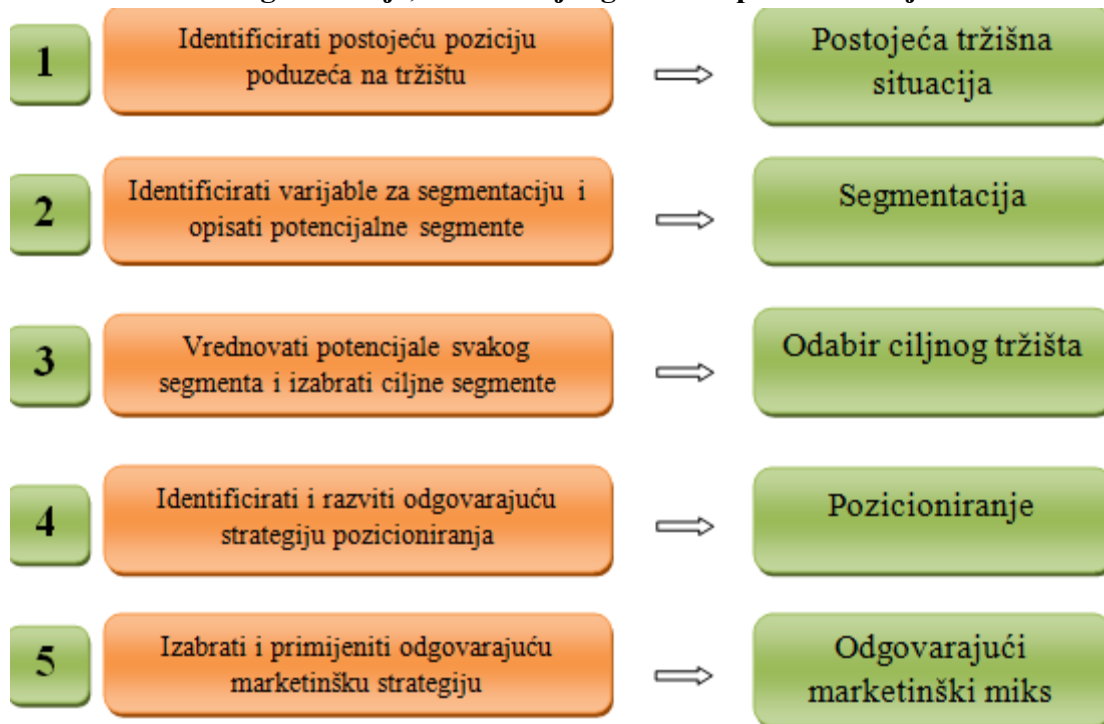 1
Identificirati postojeću poziciju
poduzeća na tržištu
Postojeća tržišna
situacija
2
Identificirati varijable za segmentaciju i
opisati potencijalne segmente
Segmentacija
3
Vrednovati potencijale svakog
segmenta i izabrati ciljne segmente
Odabir ciljnog tržišta
4
Identificirati i razviti odgovarajuću
strategiju pozicioniranja
Pozicioniranje
5
Izabrati i primijeniti odgovarajuću
marketinšku strategiju
Odgovarajući
marketinški miks